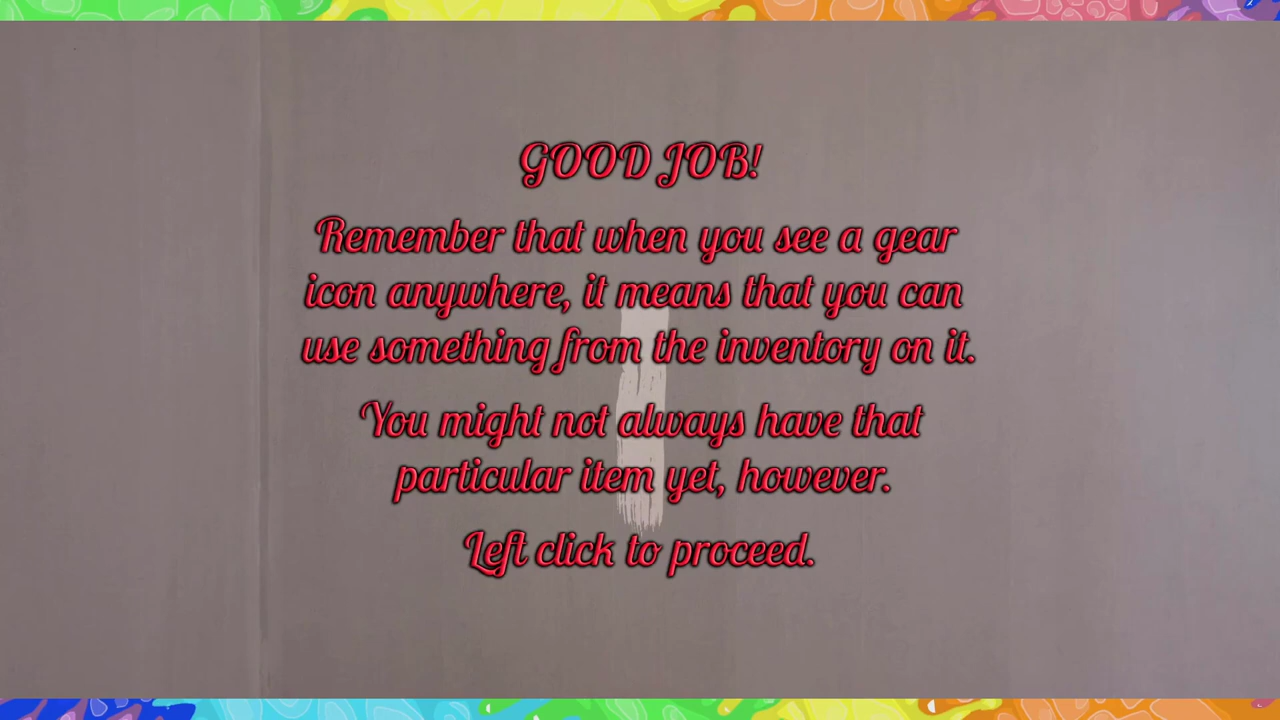 GOOD JOB!
Remember that when you see a gear
icon anywhere, it means that you can
use something from the inventory on it.
You might not always have that
particular item yet, however.
Left click to proceed.